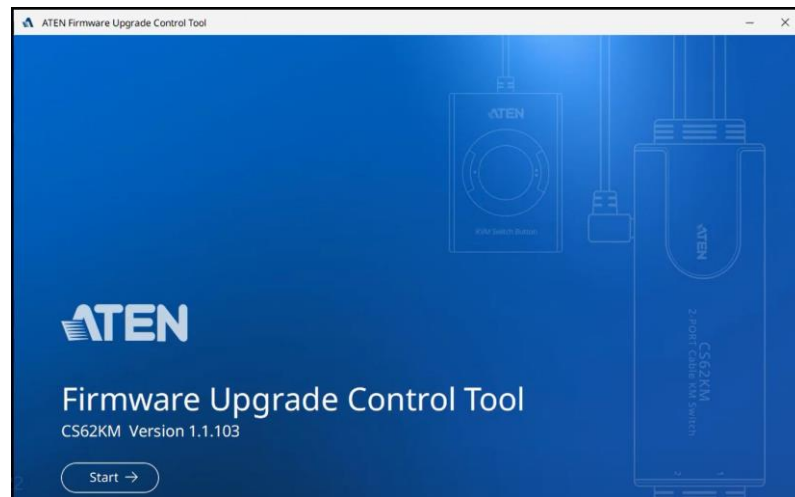 ATEN Firmware Upgrade Control Tool
ATEN
KVM Switch Button
ATEN
2 PORT Cable KM Switch
CS62KM
ATEN
Firmware Upgrade Control Tool
CS62KM Version 1.1.103
Start →
2